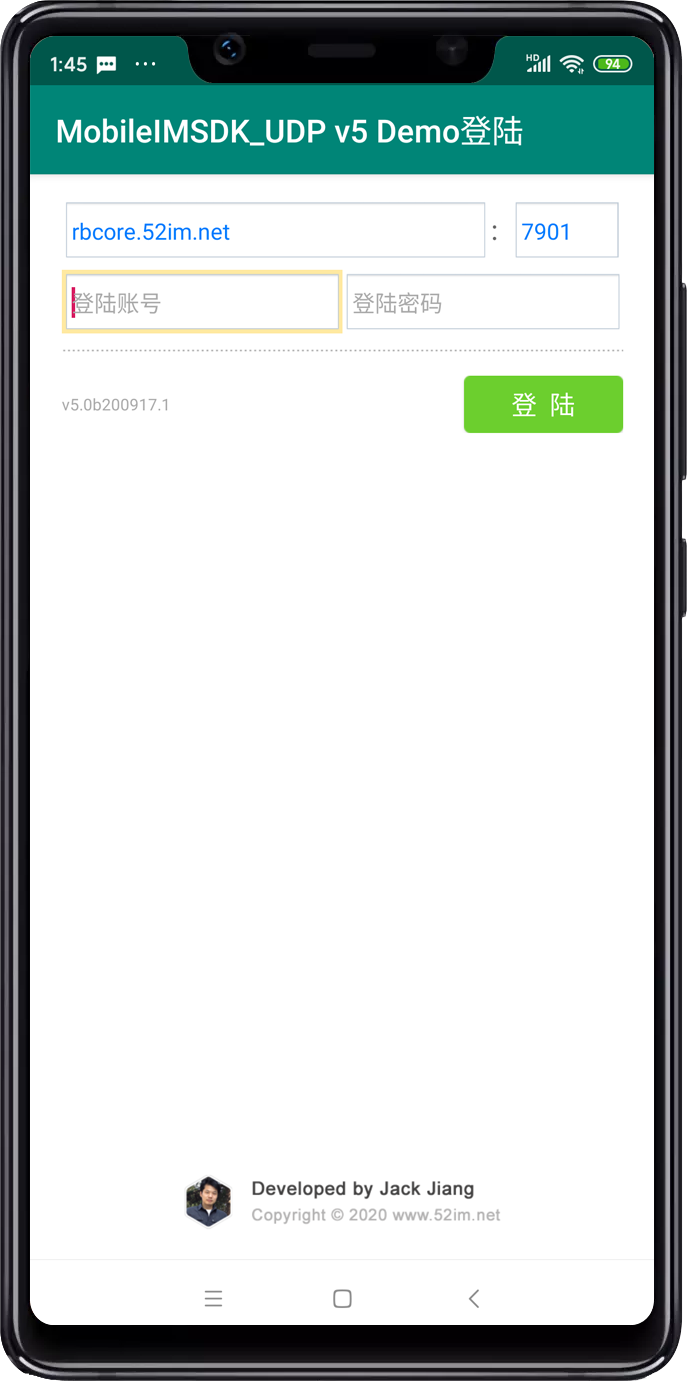 1:45 ... HD 94
MobileIMSDK_UDP v5 Demo登陆
rbcore.52im.net : 7901
登陆账号 登陆密码
v5.0b200917.1 登 陆
Developed by Jack Jiang
Copyright © 2020 www.52im.net